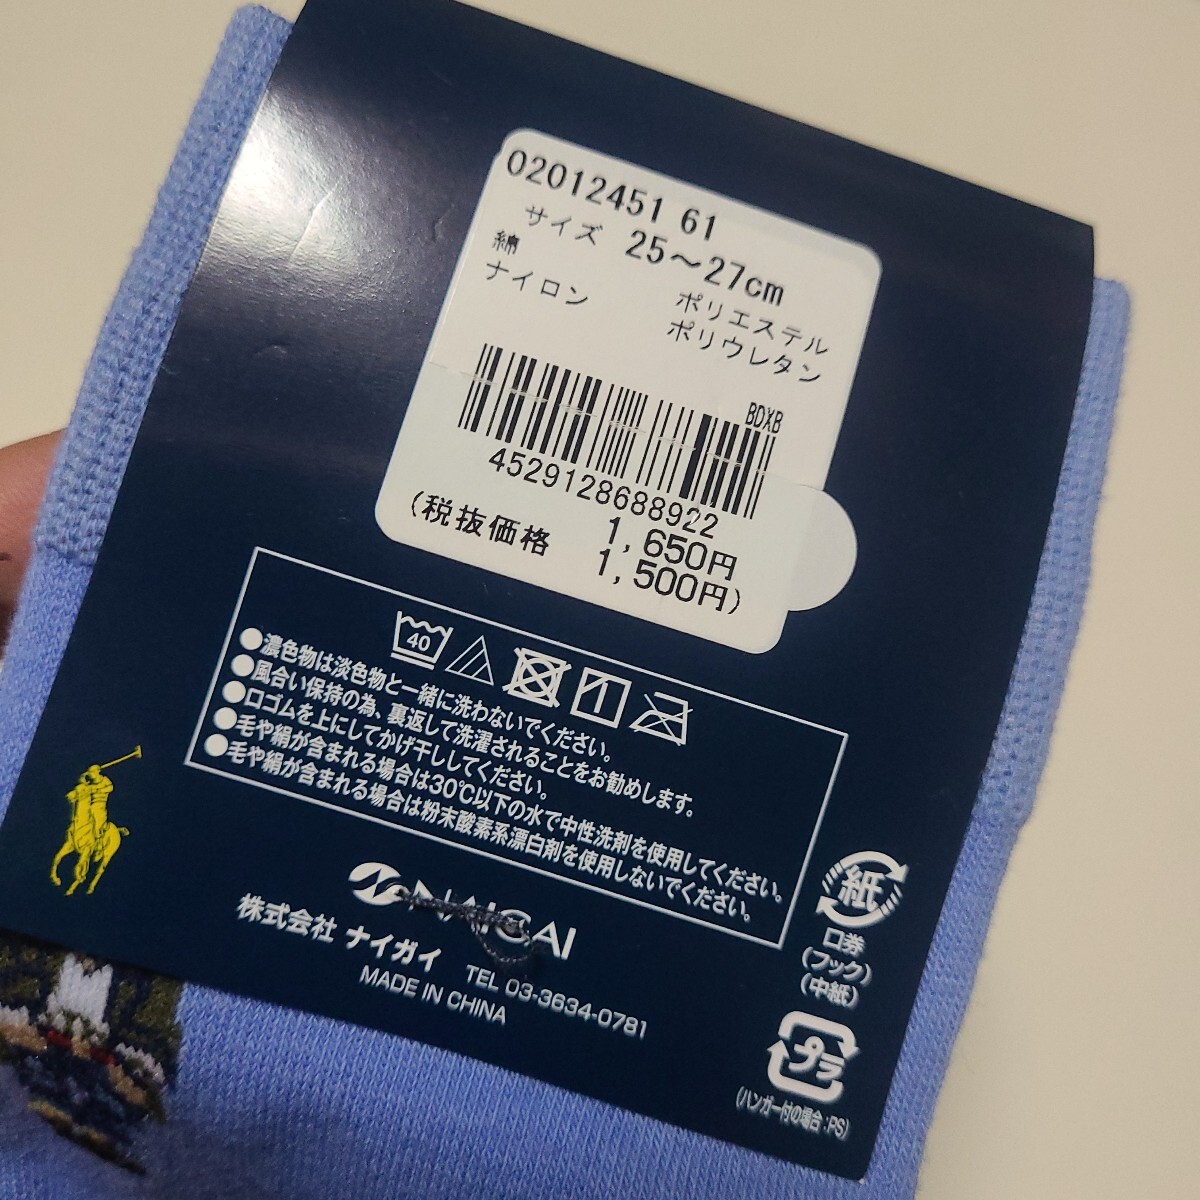 02012451 61
サイズ 25～27cm
綿 ポリエステル
ナイロン ポリウレタン
BDXB
4529128688922
1,650円
(税抜価格 1,500円)
40
●濃色物は淡色物と一緒に洗わないでください。
●風合い保持の為、裏返して洗濯されることをお勧めします。
●口ゴムを上にしてかげ干ししてください。
●毛や絹が含まれる場合は30℃以下の水で中性洗剤を使用してください。
●毛や絹が含まれる場合は粉末酸素系漂白剤を使用しないでください。
NAIGAI
株式会社 ナイガイ TEL 03-3634-0781
MADE IN CHINA
紙
口券
(フック)
(中紙)
プラ
(ハンガー付の場合:PS)